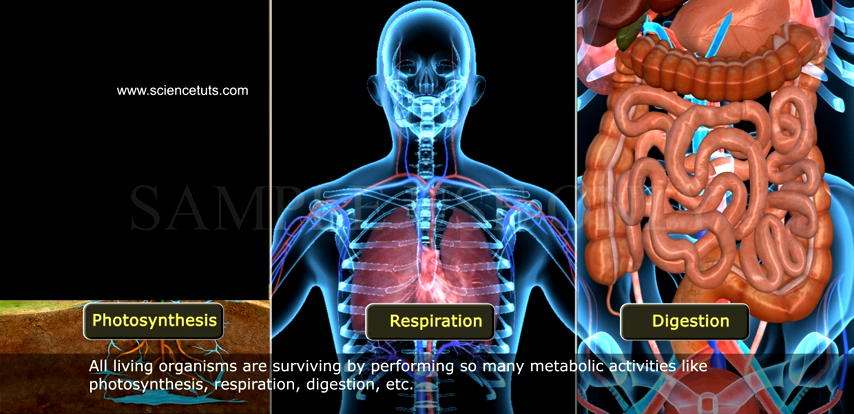 www.sciencetuts.com
Photosynthesis
Respiration
Digestion
All living organisms are surviving by performing so many metabolic activities like
photosynthesis, respiration, digestion, etc.